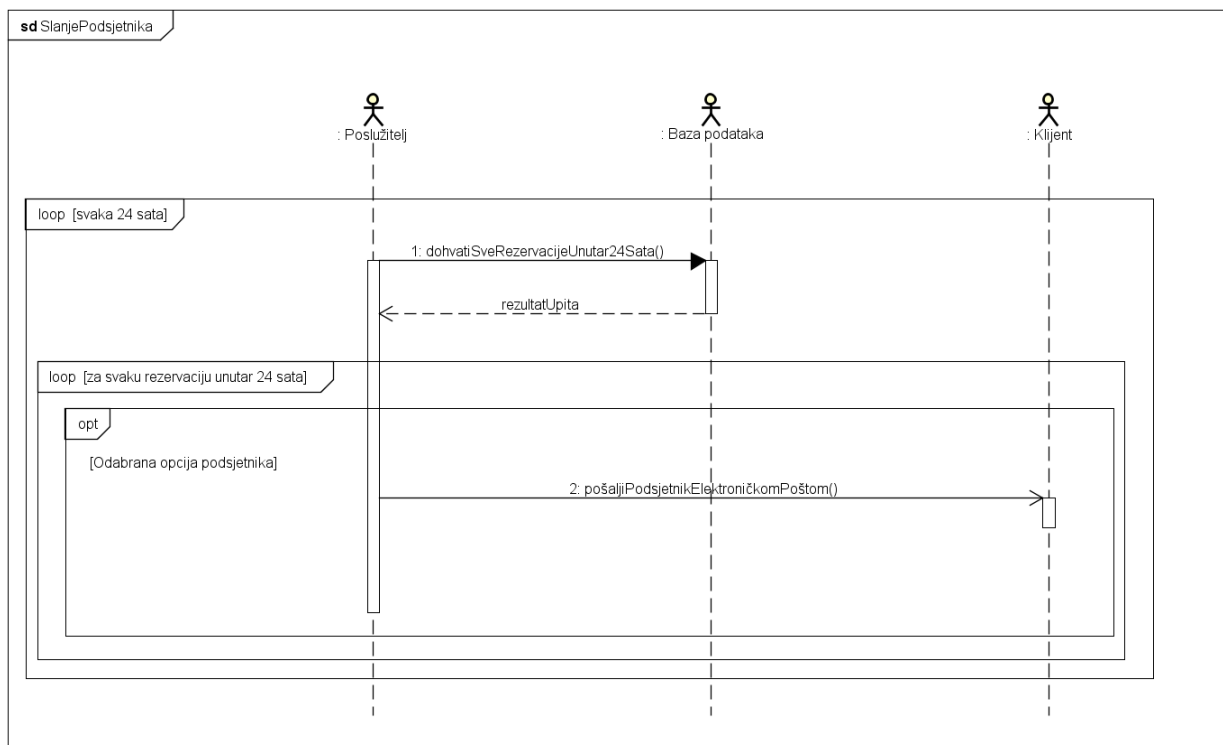 sd SlanjePodsjetnika
: Poslužitelj
: Baza podataka
: Klijent
loop [svaka 24 sata]
1: dohvatiSveRezervacijeUnutar24Sata()
rezultatUpita
loop [za svaku rezervaciju unutar 24 sata]
opt
[Odabrana opcija podsjetnika]
2: pošaljiPodsjetnikElektroničkomPoštom()